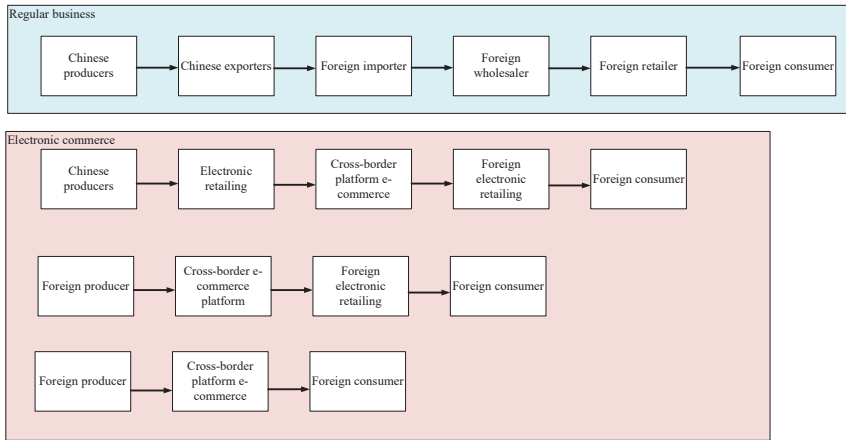 Regular business
Chinese
producers
Chinese exporters
Foreign importer
Foreign
wholesaler
Foreign retailer
Foreign consumer
Electronic commerce
Chinese
producers
Electronic
retailing
Cross-border
platform e-
commerce
Foreign
electronic
retailing
Foreign consumer
Foreign producer
Cross-border e-
commerce
platform
Foreign
electronic
retailing
Foreign consumer
Foreign producer
Cross-border
platform e-
commerce
Foreign consumer